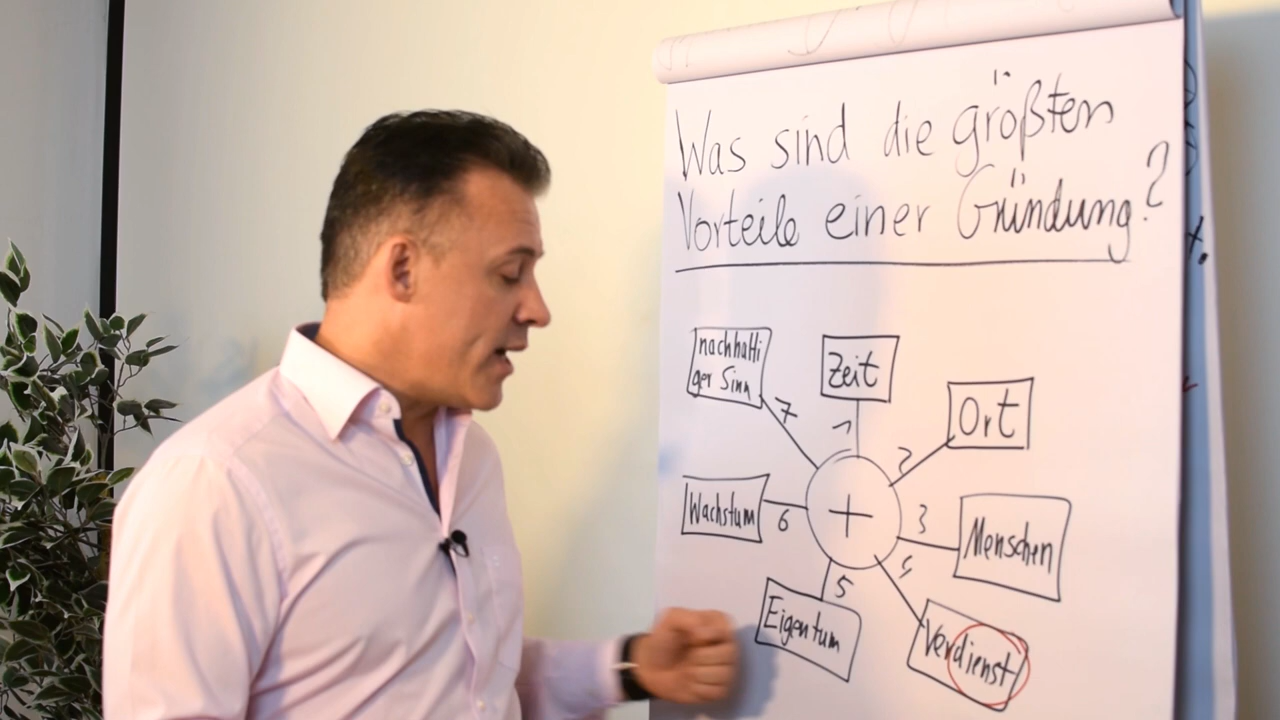 Was sind die größten
Vorteile einer Gründung?
nachhalti
ger Sinn
7
Zeit
1
Ort
2
Wachstum
6
+
3
Menschen
4
5
Eigentum
Verdienst